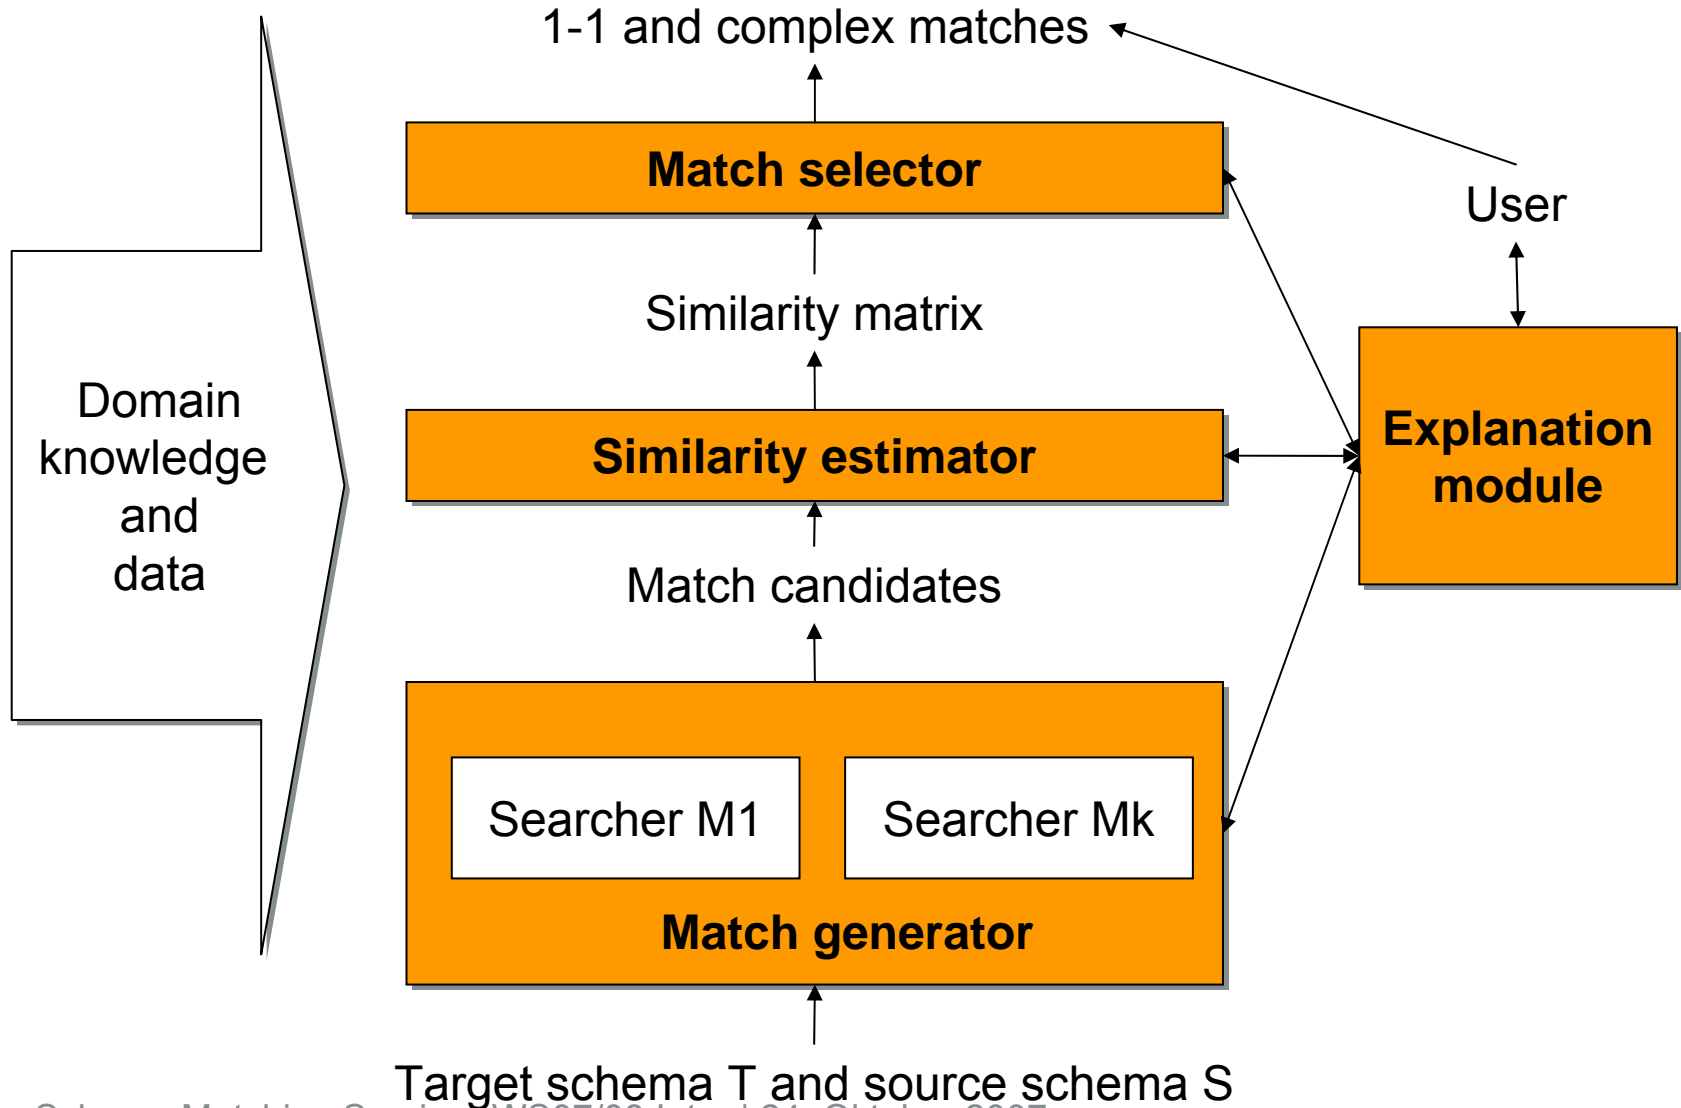 1-1 and complex matches
Match selector
User
Similarity matrix
Domain
knowledge
and
data
Similarity estimator
Explanation
module
Match candidates
Searcher M1
Searcher Mk
Match generator
Target schema T and source schema S